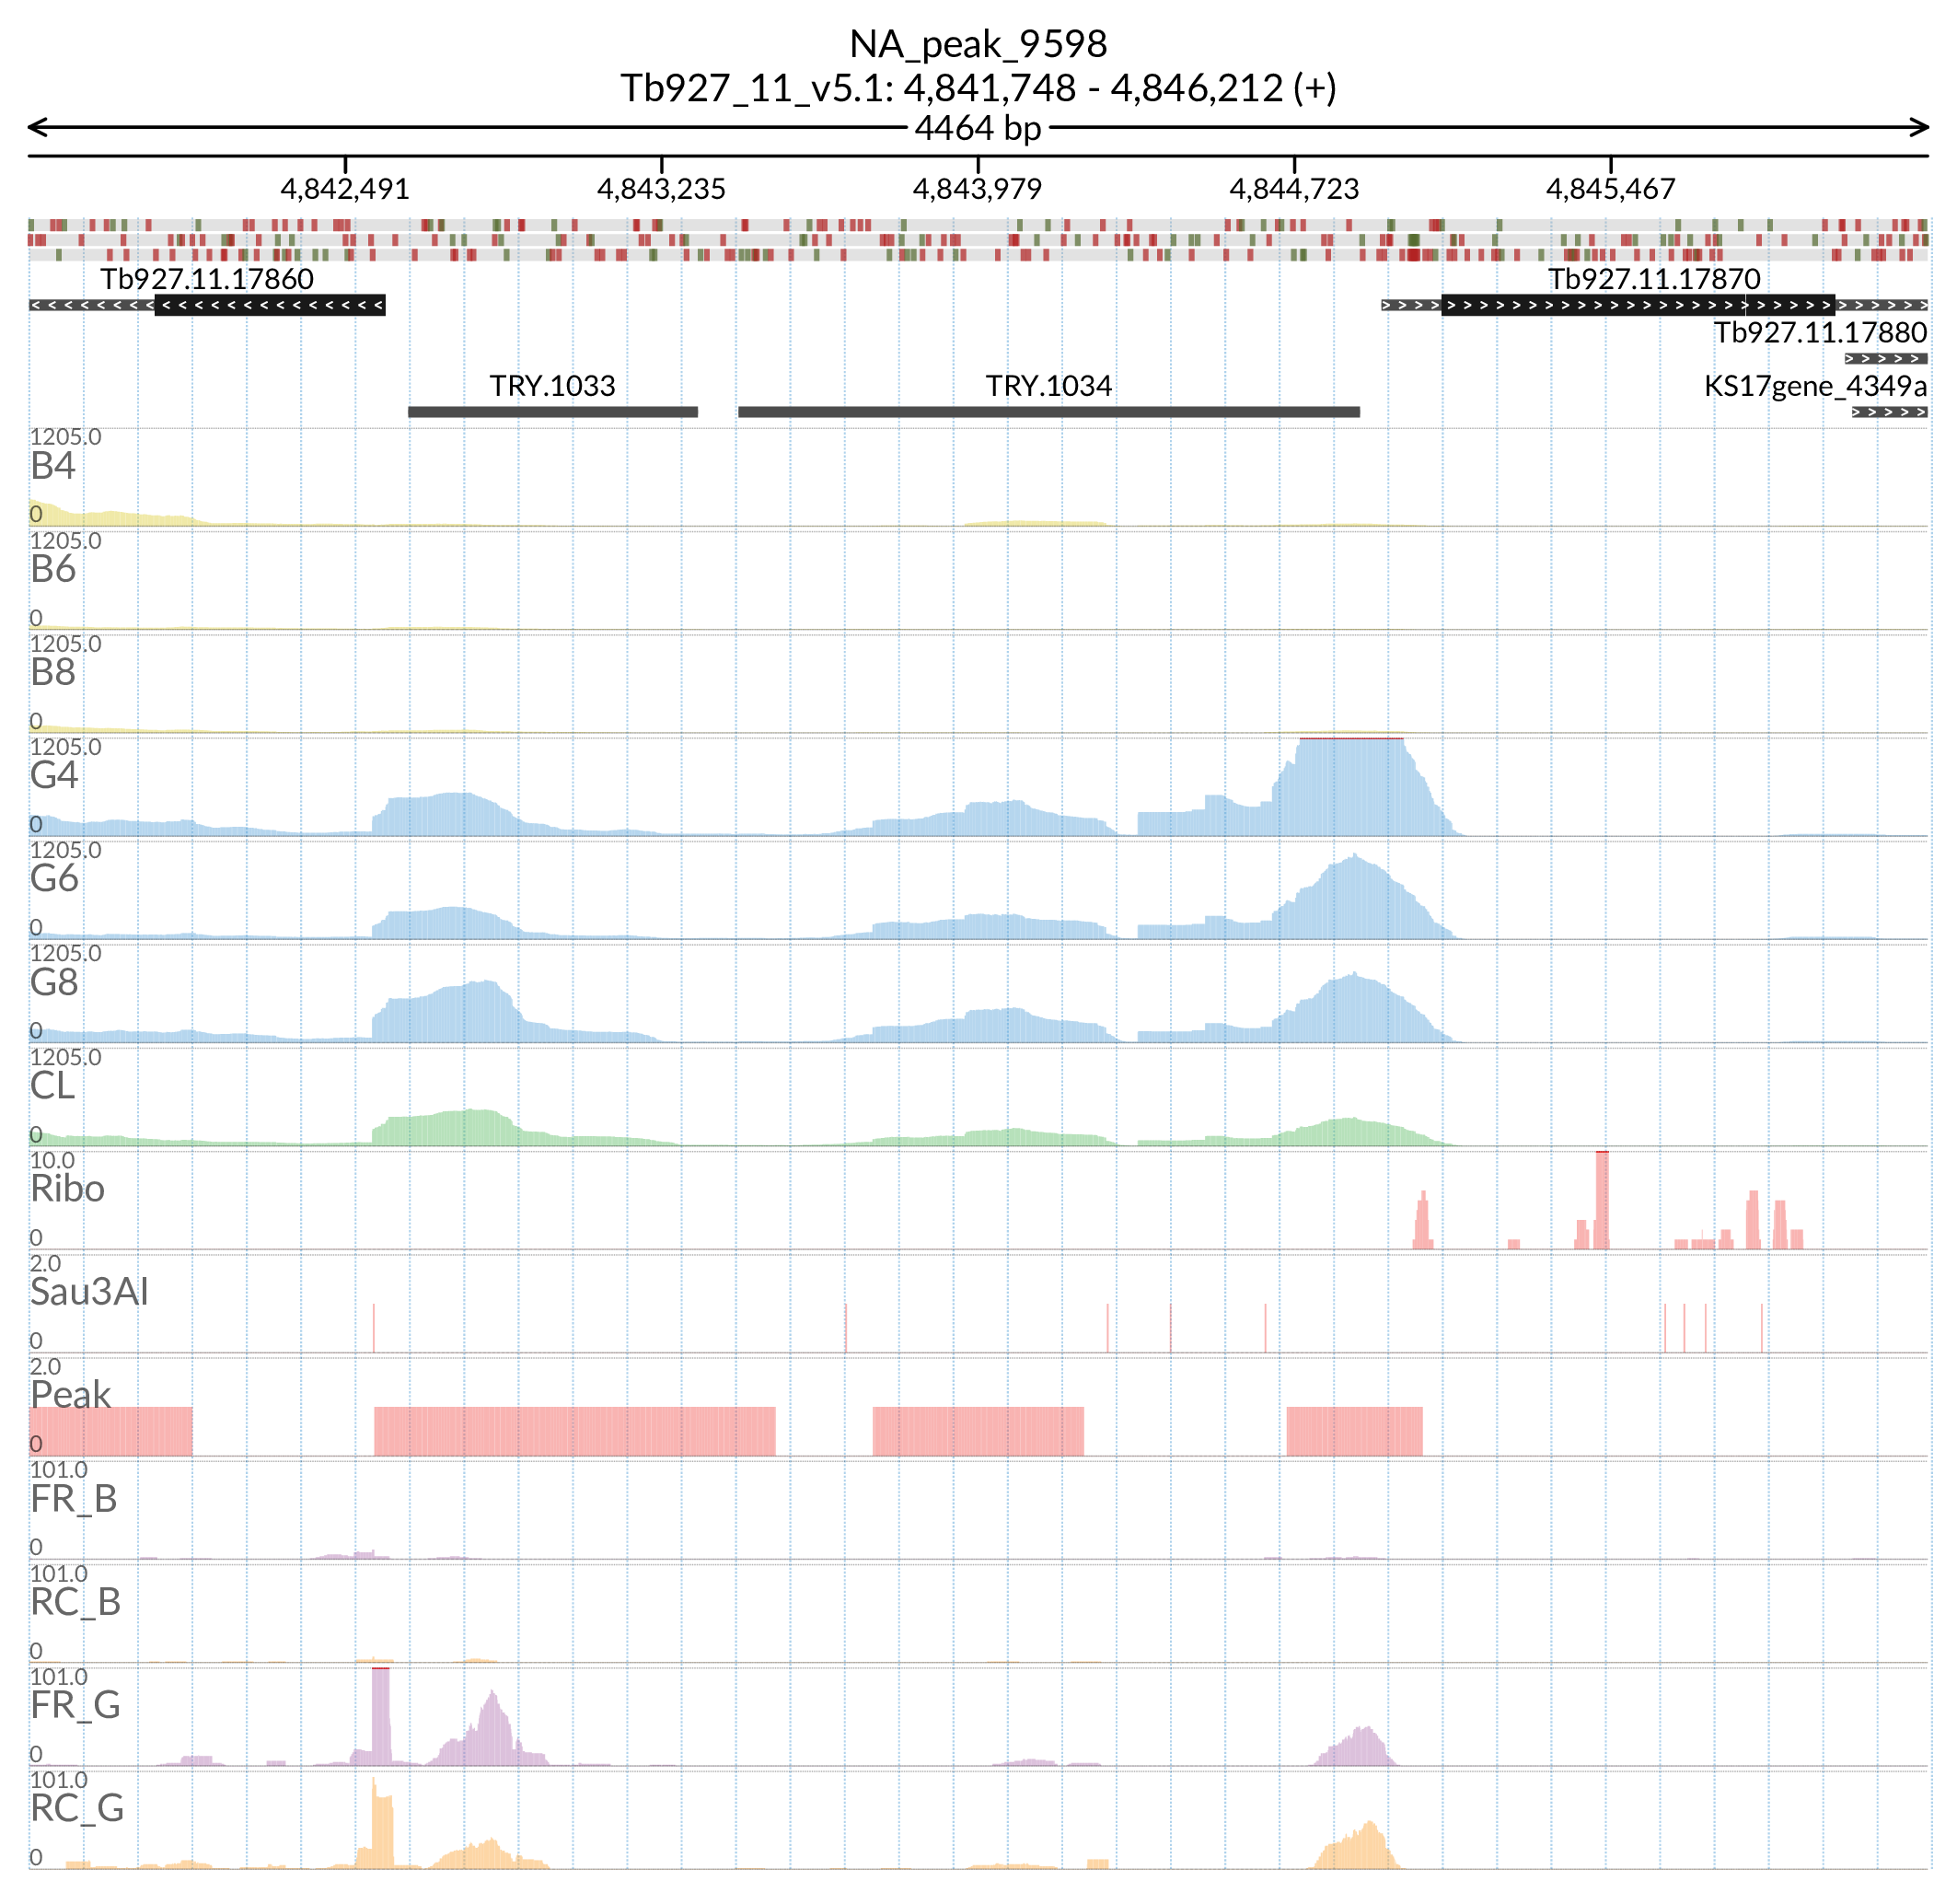 NA_peak_9598
Tb927_11_v5.1: 4,841,748 - 4,846,212 (+)
4464 bp
4,842,491 4,843,235 4,843,979 4,844,723 4,845,467
Tb927.11.17860 Tb927.11.17870
Tb927.11.17880
TRY.1033 TRY.1034 KS17gene_4349a
1205.0
B4
0
1205.0
B6
0
1205.0
B8
0
1205.0
G4
0
1205.0
G6
0
1205.0
G8
0
1205.0
CL
0
10.0
Ribo
0
2.0
Sau3AI
0
2.0
Peak
0
101.0
FR_B
0
101.0
RC_B
0
101.0
FR_G
0
101.0
RC_G
0